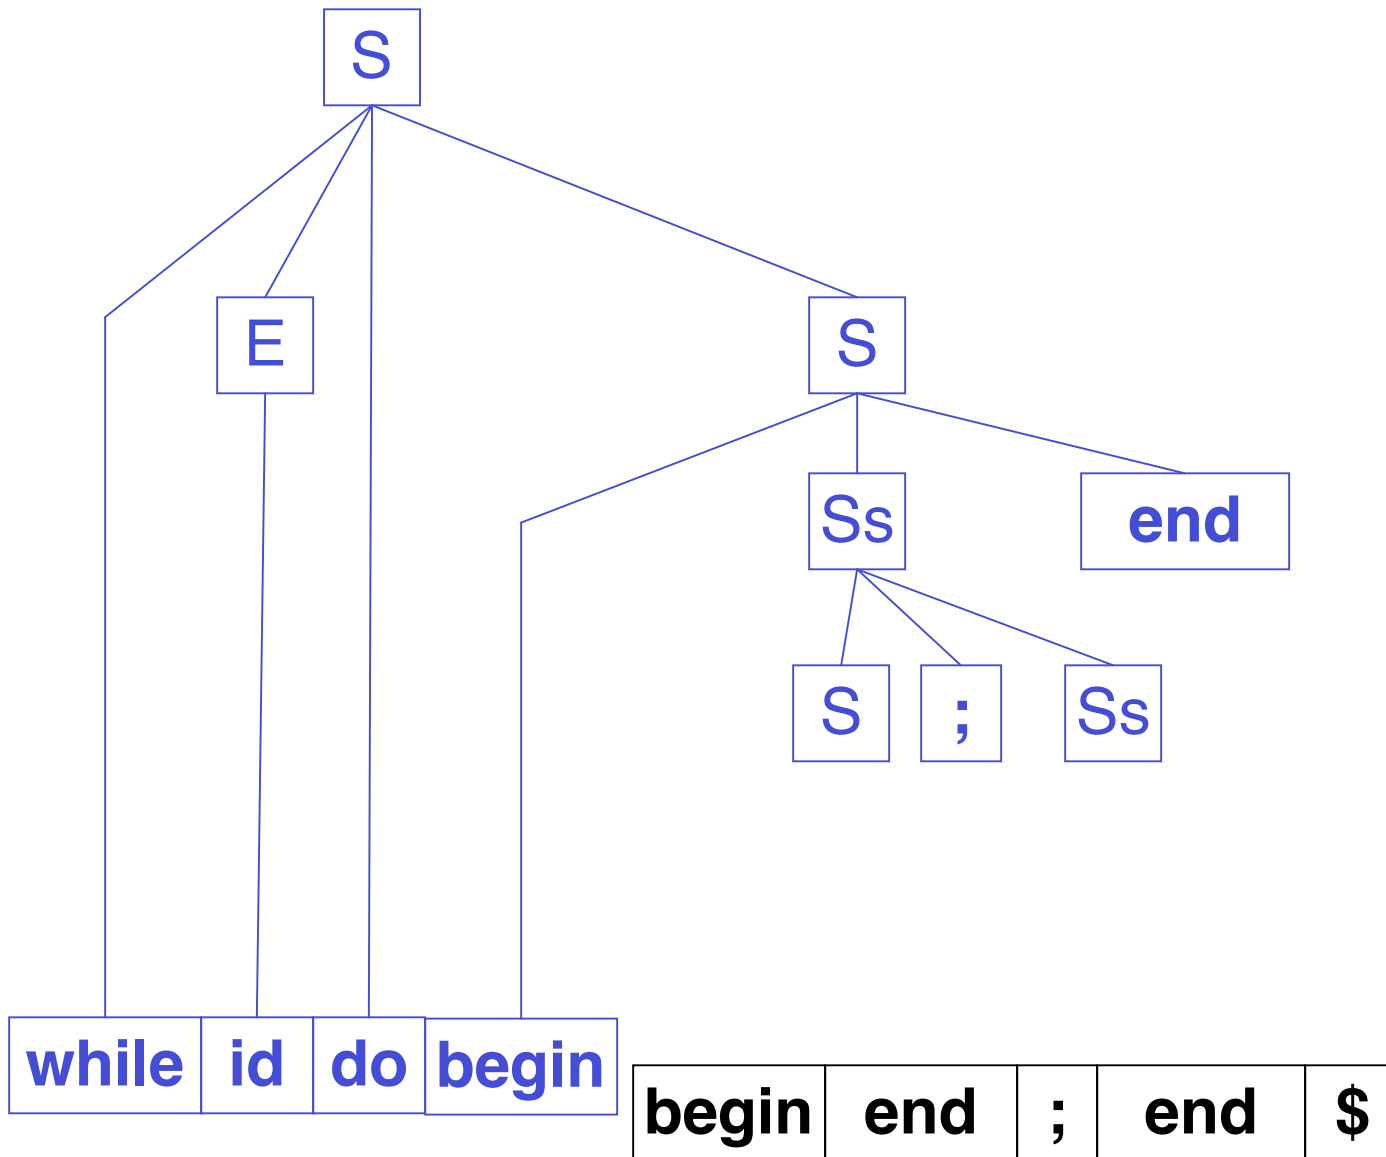 S
E S
Ss end
S ; Ss
while id do begin
begin end ; end $